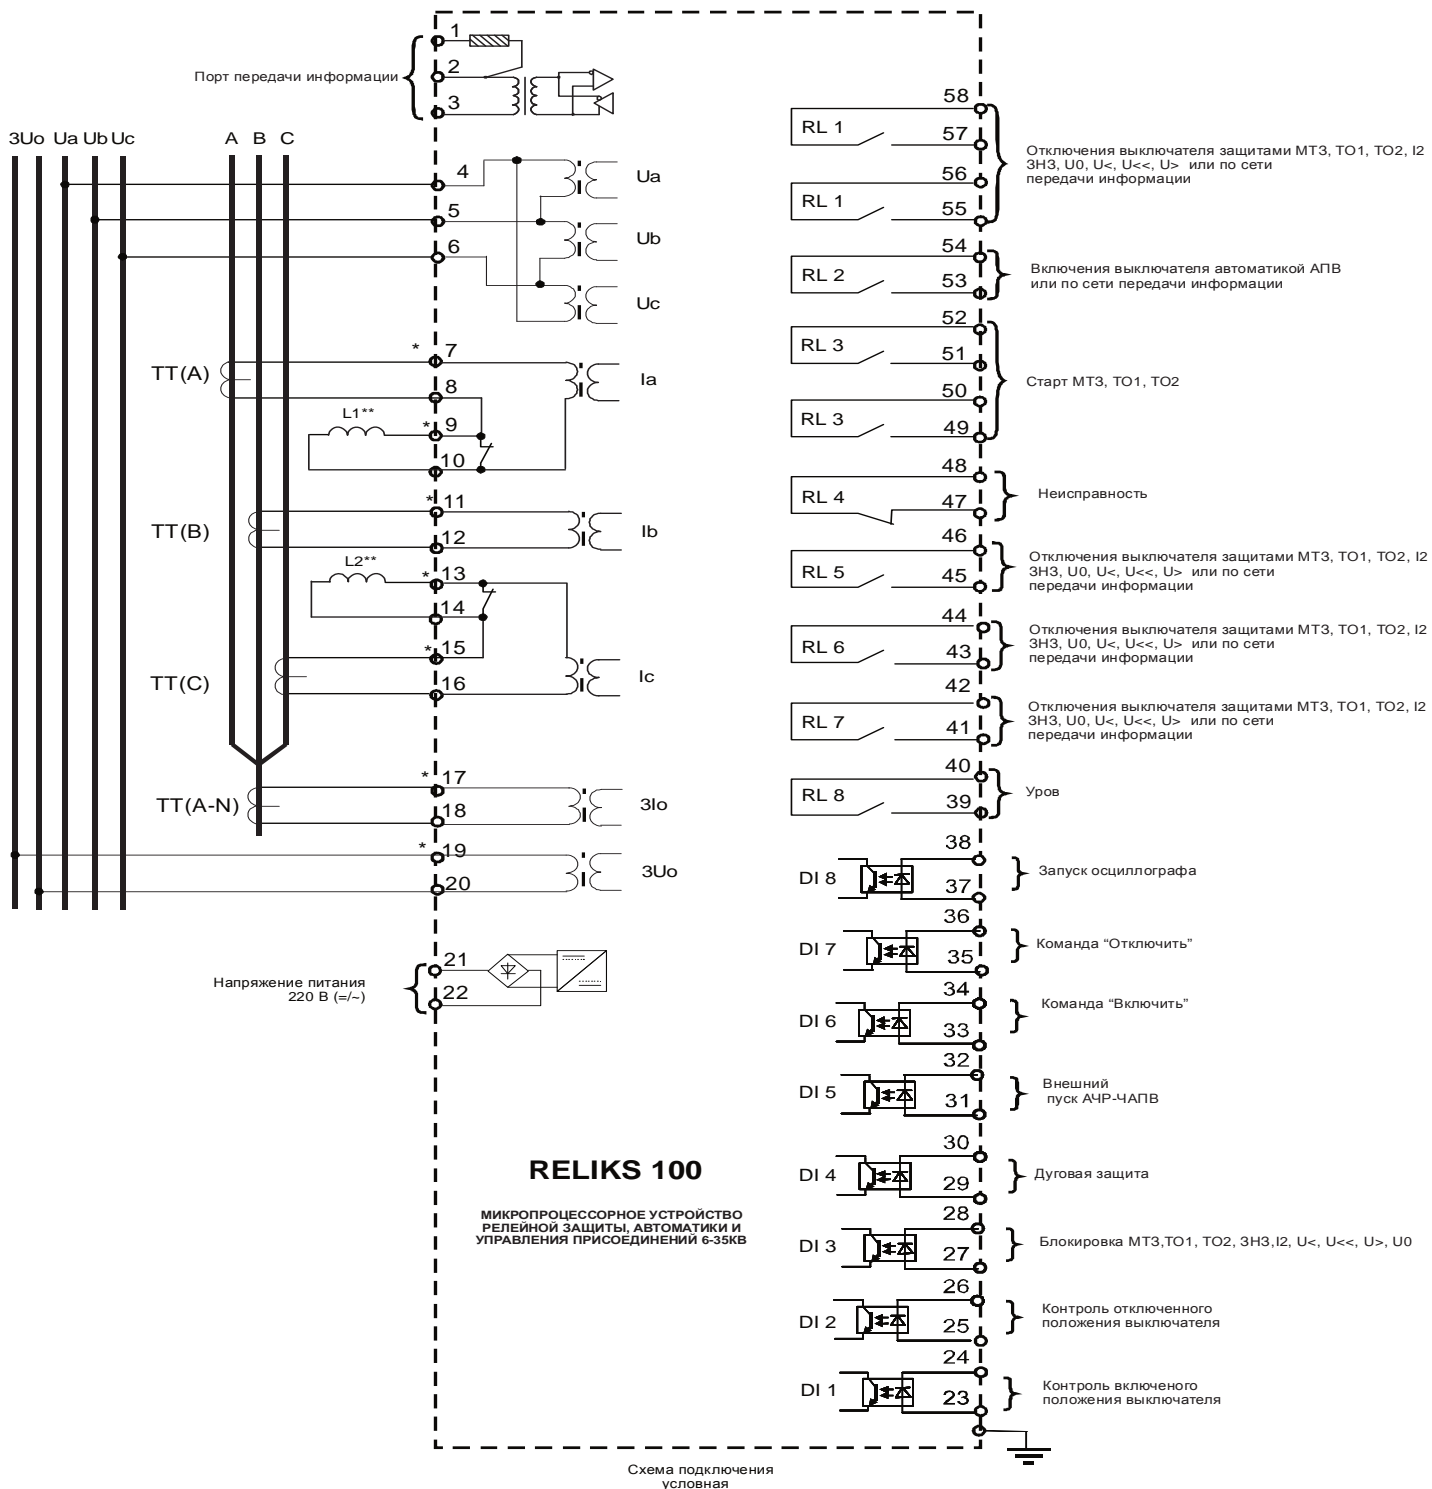 1
Порт передачи информации
2
3
3Uo Ua Ub Uc
A B C
4
Ua
5
Ub
6
Uc
* 7
TT(A)
Ia
8
L1**
* 9
10
* 11
TT(B)
Ib
12
L2**
* 13
14
* 15
TT(C)
Ic
16
* 17
TT(A-N)
3Io
18
* 19
3Uo
20
21
Напряжение питания
220 В (=/~)
22
RELIKS 100
МИКРОПРОЦЕССОРНОЕ УСТРОЙСТВО
РЕЛЕЙНОЙ ЗАЩИТЫ, АВТОМАТИКИ И
УПРАВЛЕНИЯ ПРИСОЕДИНЕНИЙ 6-35КВ
58
RL 1
57
56
RL 1
55
Отключения выключателя защитами МТЗ, ТО1, ТО2, I2
ЗНЗ, U0, U<, U<<, U> или по сети
передачи информации
54
RL 2
53
Включения выключателя автоматикой АПВ
или по сети передачи информации
52
RL 3
51
50
RL 3
49
Старт МТЗ, ТО1, ТО2
48
RL 4
47
Неисправность
46
RL 5
45
Отключения выключателя защитами МТЗ, ТО1, ТО2, I2
ЗНЗ, U0, U<, U<<, U> или по сети
передачи информации
44
RL 6
43
Отключения выключателя защитами МТЗ, ТО1, ТО2, I2
ЗНЗ, U0, U<, U<<, U> или по сети
передачи информации
42
RL 7
41
Отключения выключателя защитами МТЗ, ТО1, ТО2, I2
ЗНЗ, U0, U<, U<<, U> или по сети
передачи информации
40
RL 8
39
Уров
38
DI 8
37
Запуск осциллографа
36
DI 7
35
Команда “Отключить”
34
DI 6
33
Команда “Включить”
32
DI 5
31
Внешний
пуск АЧР-ЧАПВ
30
DI 4
29
Дуговая защита
28
DI 3
27
Блокировка МТЗ,ТО1, ТО2, ЗНЗ,I2, U<, U<<, U>, U0
26
DI 2
25
Контроль отключенного
положения выключателя
24
DI 1
23
Контроль включеного
положения выключателя
Схема подключения
условная